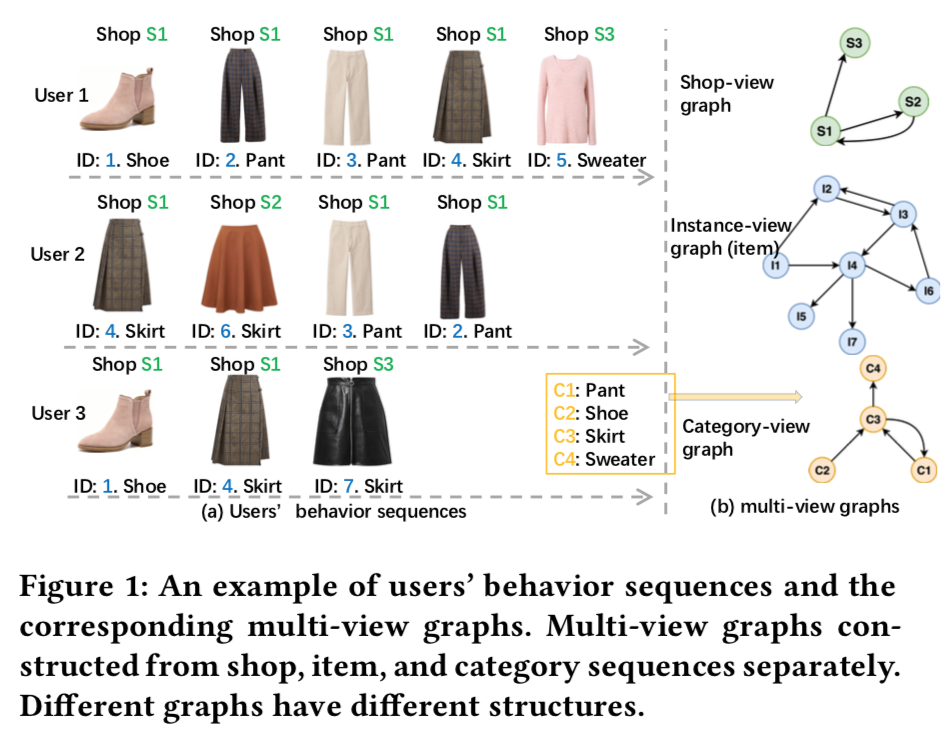 Shop S1 Shop S1 Shop S1 Shop S1 Shop S3
User 1
ID: 1. Shoe ID: 2. Pant ID: 3. Pant ID: 4. Skirt ID: 5. Sweater
Shop S1 Shop S2 Shop S1 Shop S1
User 2
ID: 4. Skirt ID: 6. Skirt ID: 3. Pant ID: 2. Pant
Shop S1 Shop S1 Shop S3
User 3
ID: 1. Shoe ID: 4. Skirt ID: 7. Skirt
C1: Pant
C2: Shoe
C3: Skirt
C4: Sweater
(a) Users' behavior sequences
Shop-view
graph
S3
S2
S1
Instance-view
graph (item)
I2
I3
I1
I4
I6
I5
I7
Category-view
graph
C4
C3
C2
C1
(b) multi-view graphs
Figure 1: An example of users' behavior sequences and the
corresponding multi-view graphs. Multi-view graphs con-
structed from shop, item, and category sequences separately.
Different graphs have different structures.